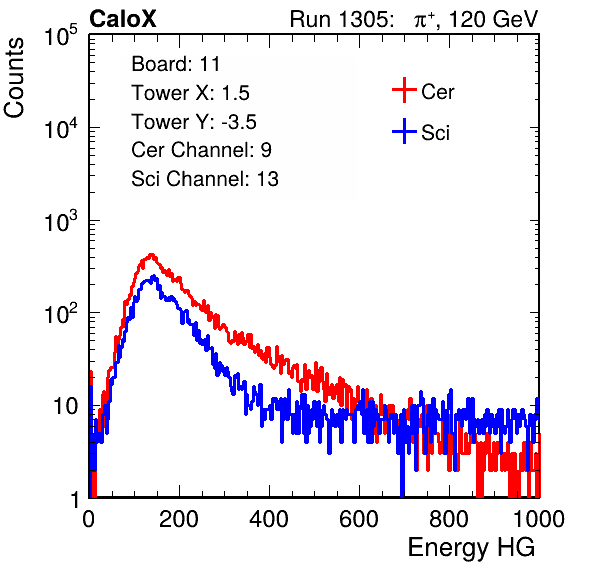 CaloX Run 1305: π⁺, 120 GeV
Counts
10⁵
10⁴
10³
10²
10
1
Board: 11
Tower X: 1.5
Tower Y: -3.5
Cer Channel: 9
Sci Channel: 13
Cer
Sci
0 200 400 600 800 1000
Energy HG